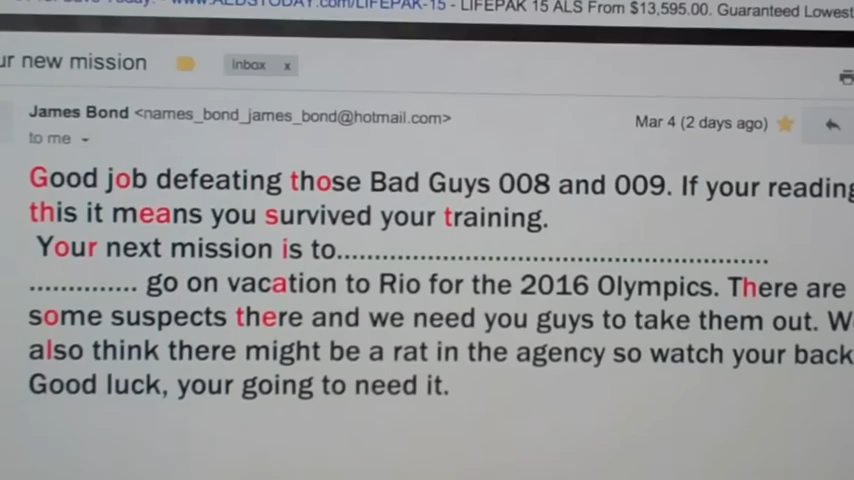 www.AEDSTODAY.com/LIFEPAK-15 - LIFEPAK 15 ALS From $13,595.00. Guaranteed Lowest
ur new mission
Inbox x
James Bond <names_bond_james_bond@hotmail.com>
Mar 4 (2 days ago)
to me
Good job defeating those Bad Guys 008 and 009. If your reading
this it means you survived your training.
Your next mission is to..................................................................................
.............. go on vacation to Rio for the 2016 Olympics. There are
some suspects there and we need you guys to take them out. W
also think there might be a rat in the agency so watch your back
Good luck, your going to need it.